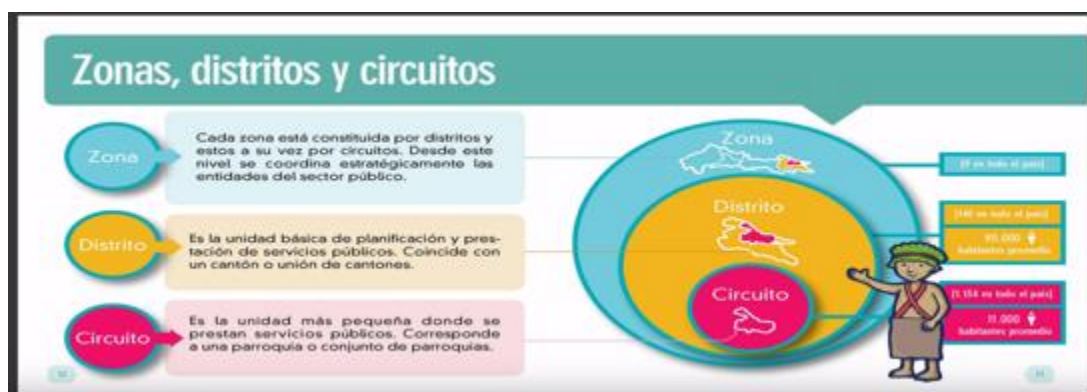 Zonas, distritos y circuitos
Zona
Cada zona está constituida por distritos y
estos a su vez por circuitos. Desde este
nivel se coordina estratégicamente las
entidades del sector público.
Distrito
Es la unidad básica de planificación y pres-
tación de servicios públicos. Coincide con
un cantón o unión de cantones.
Circuito
Es la unidad más pequeña donde se
prestan servicios públicos. Corresponde
a una parroquia o conjunto de parroquias.
Zona
Distrito
Circuito
(9 en todo el país)
(140 en todo el país)
90.000
habitantes promedio
(1.134 en todo el país)
11.000
habitantes promedio